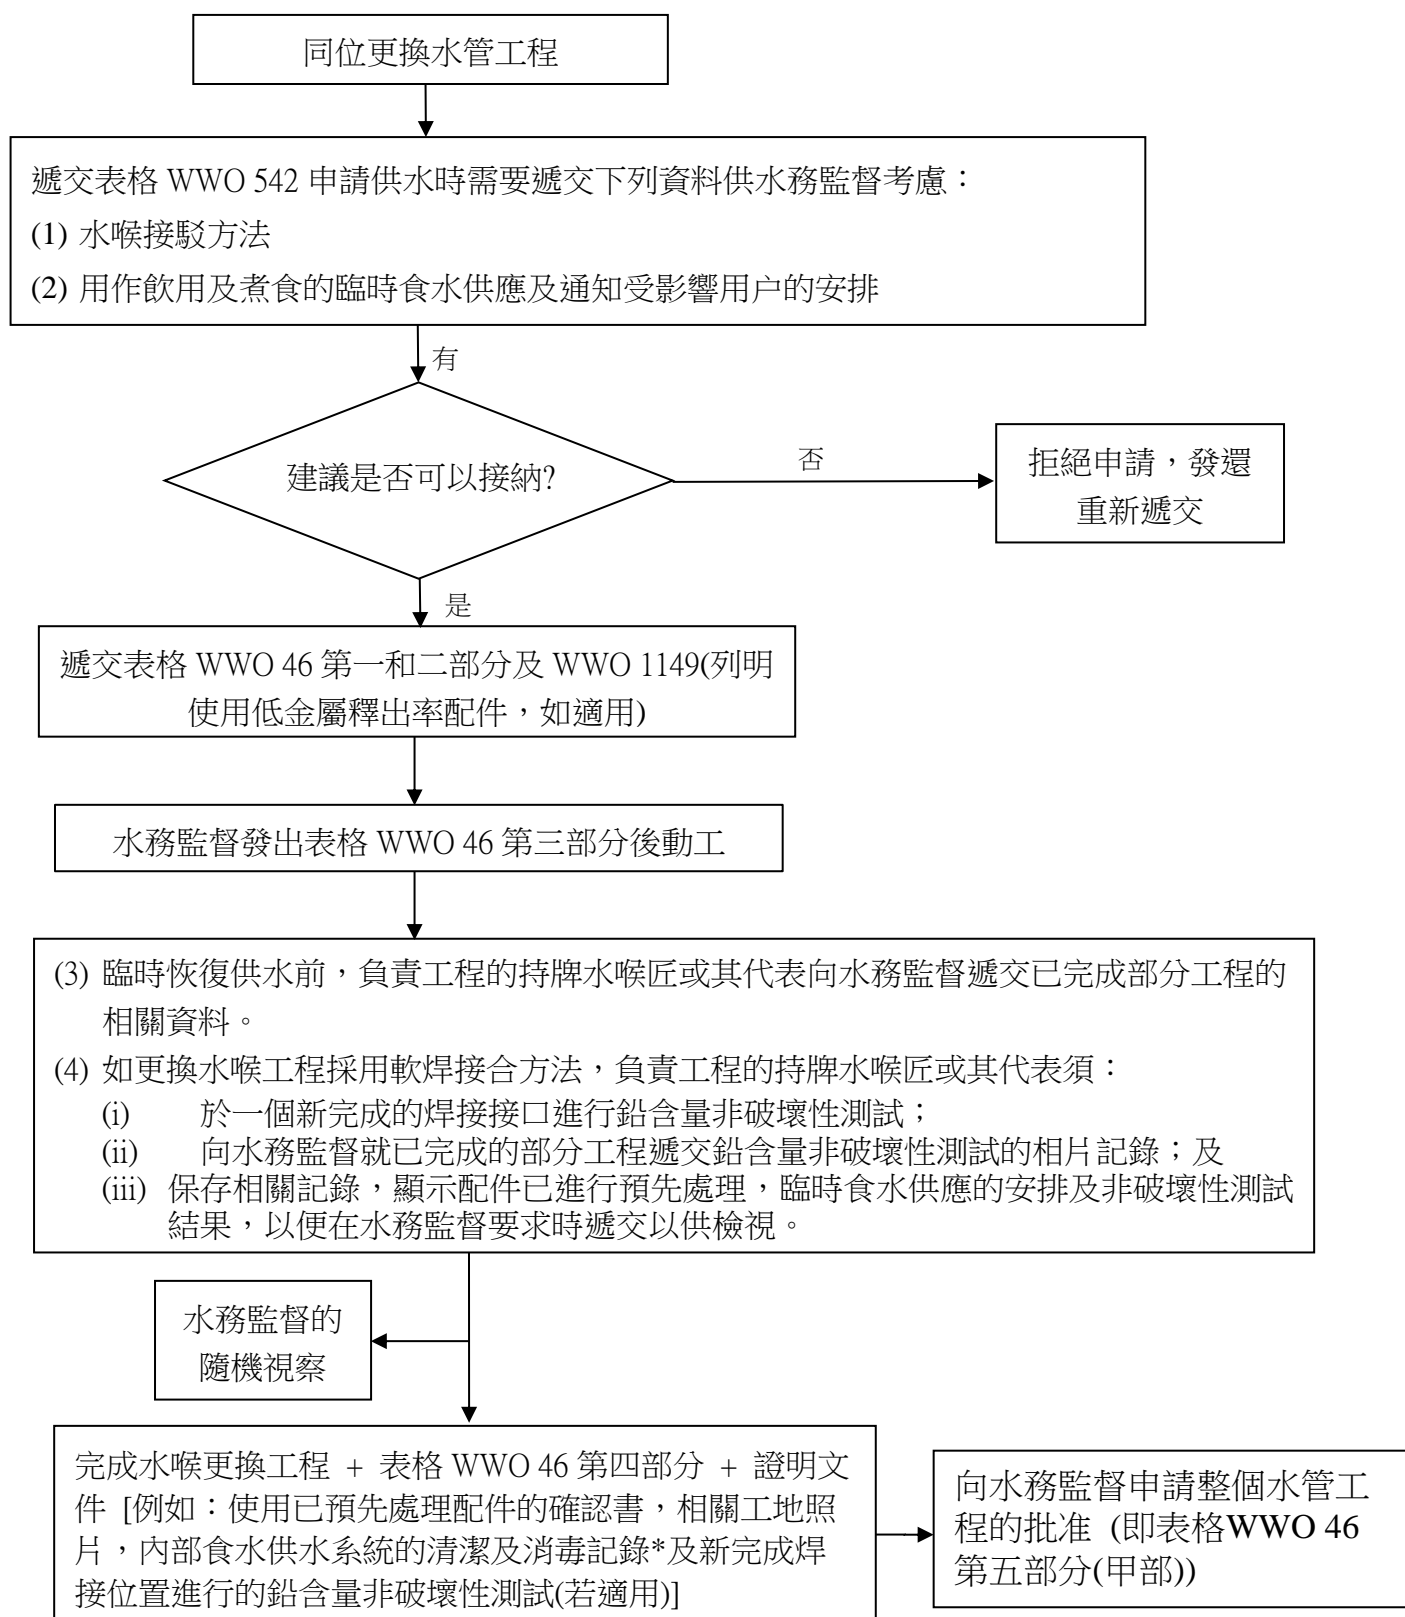 同位更換水管工程
遞交表格 WWO 542 申請供水時需要遞交下列資料供水務監督考慮：
(1) 水喉接駁方法
(2) 用作飲用及煮食的臨時食水供應及通知受影響用户的安排
有
建議是否可以接納?
否
拒絕申請，發還
重新遞交
是
遞交表格 WWO 46 第一和二部分及 WWO 1149(列明
使用低金屬釋出率配件，如適用)
水務監督發出表格 WWO 46 第三部分後動工
(3) 臨時恢復供水前，負責工程的持牌水喉匠或其代表向水務監督遞交已完成部分工程的
相關資料。
(4) 如更換水喉工程採用軟焊接合方法，負責工程的持牌水喉匠或其代表須：
(i) 於一個新完成的焊接接口進行鉛含量非破壞性測試；
(ii) 向水務監督就已完成的部分工程遞交鉛含量非破壞性測試的相片記錄；及
(iii) 保存相關記錄，顯示配件已進行預先處理，臨時食水供應的安排及非破壞性測試
結果，以便在水務監督要求時遞交以供檢視。
水務監督的
隨機視察
完成水喉更換工程 + 表格 WWO 46 第四部分 + 證明文
件 [例如：使用已預先處理配件的確認書，相關工地照
片，內部食水供水系統的清潔及消毒記錄*及新完成焊
接位置進行的鉛含量非破壞性測試(若適用)]
向水務監督申請整個水管工
程的批准 (即表格WWO 46
第五部分(甲部))